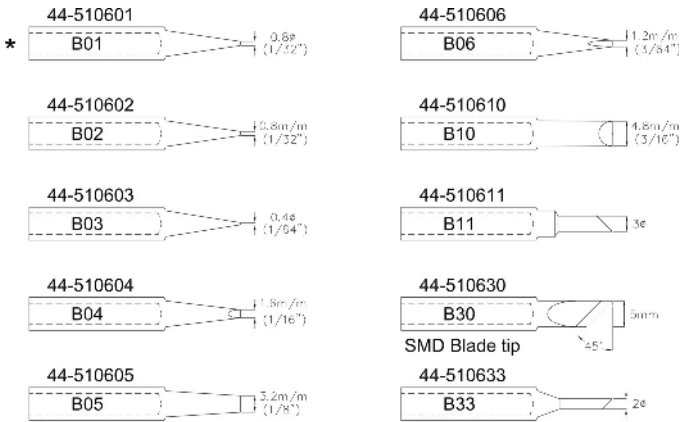 44-510601
*
B01
0.8ø
(1/32")
44-510602
B02
0.8m/m
(1/32")
44-510603
B03
0.4ø
(1/64")
44-510604
B04
1.6m/m
(1/16")
44-510605
B05
3.2m/m
(1/8")
44-510606
B06
1.2m/m
(3/64")
44-510610
B10
4.8m/m
(3/16")
44-510611
B11
3ø
44-510630
B30
5mm
45°
SMD Blade tip
44-510633
B33
2ø